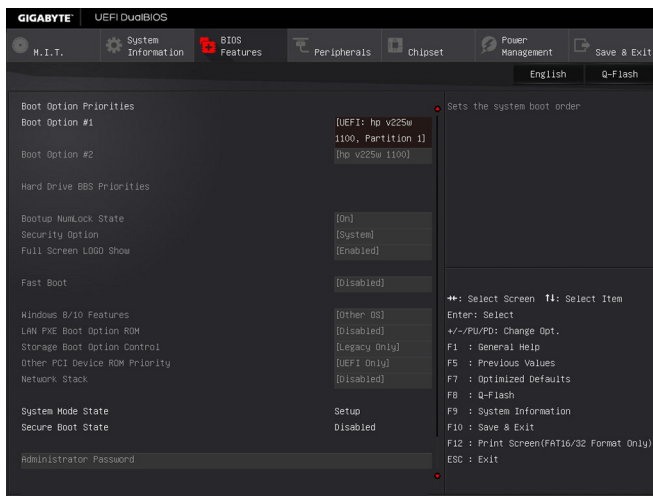 GIGABYTE™ UEFI DualBIOS
M.I.T. System Information BIOS Features Peripherals Chipset Power Management Save & Exit
English Q-Flash
Boot Option Priorities
Boot Option #1 [UEFI: hp v225w 1100, Partition 1]
Boot Option #2 [hp v225w 1100]
Hard Drive BBS Priorities
Bootup NumLock State [On]
Security Option [System]
Full Screen LOGO Show [Enabled]
Fast Boot [Disabled]
Windows 8/10 Features [Other OS]
LAN PXE Boot Option ROM [Disabled]
Storage Boot Option Control [Legacy Only]
Other PCI Device ROM Priority [UEFI Only]
Network Stack [Disabled]
System Mode State Setup
Secure Boot State Disabled
Administrator Password
Sets the system boot order
→←: Select Screen ↑↓: Select Item
Enter: Select
+/-/PU/PD: Change Opt.
F1 : General Help
F5 : Previous Values
F7 : Optimized Defaults
F8 : Q-Flash
F9 : System Information
F10 : Save & Exit
F12 : Print Screen(FAT16/32 Format Only)
ESC : Exit